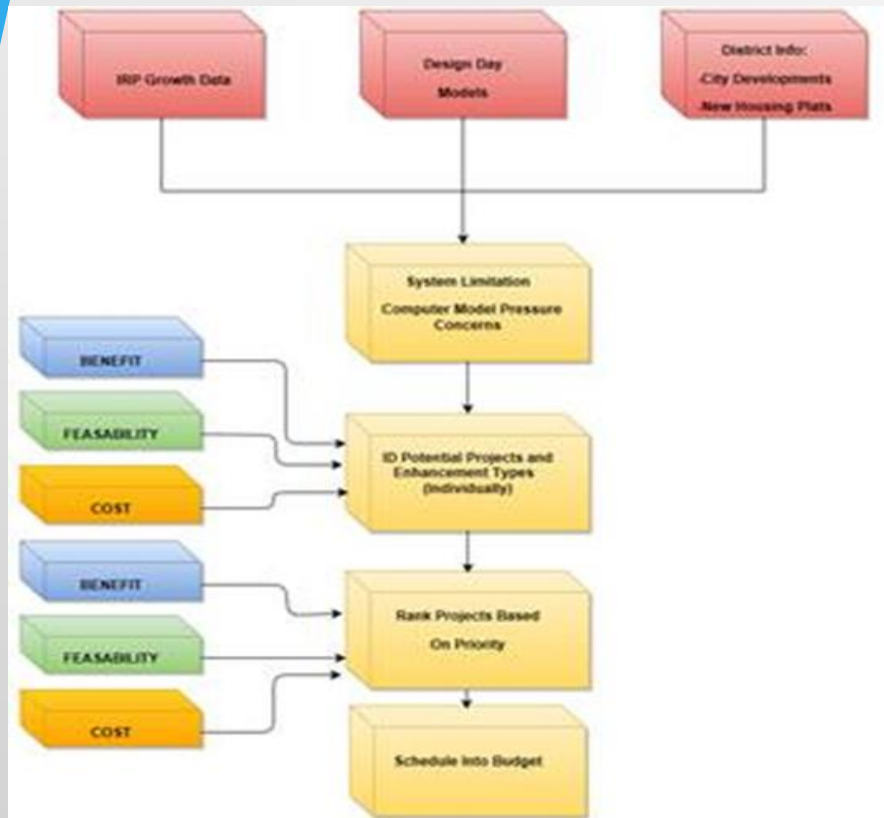 IRP Growth Data
Design Day
Models
District Info:
-City Developments
-New Housing Plats
System Limitation
Computer Model Pressure
Concerns
BENEFIT
FEASABILITY
COST
ID Potential Projects and
Enhancement Types
(Individually)
BENEFIT
FEASABILITY
COST
Rank Projects Based
On Priority
Schedule Into Budget